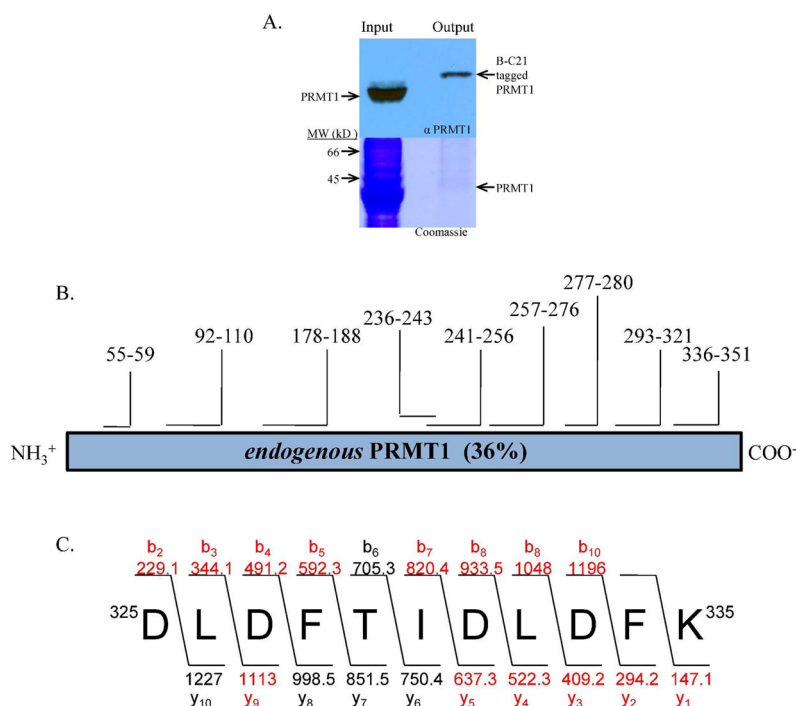 A.
Input Output
B-C21
tagged
PRMT1
PRMT1
MW (kD )
α PRMT1
66
45
PRMT1
Coomassie
B.
277-280
236-243
257-276
92-110
178-188
241-256
293-321
55-59
336-351
NH₃⁺ endogenous PRMT1 (36%) COO⁻
C.
b₂ b₃ b₄ b₅ b₆ b₇ b₈ b₈ b₁₀
229.1 344.1 491.2 592.3 705.3 820.4 933.5 1048 1196
³²⁵D L D F T I D L D F K³³⁵
1227 1113 998.5 851.5 750.4 637.3 522.3 409.2 294.2 147.1
y₁₀ y₉ y₈ y₇ y₆ y₅ y₄ y₃ y₂ y₁